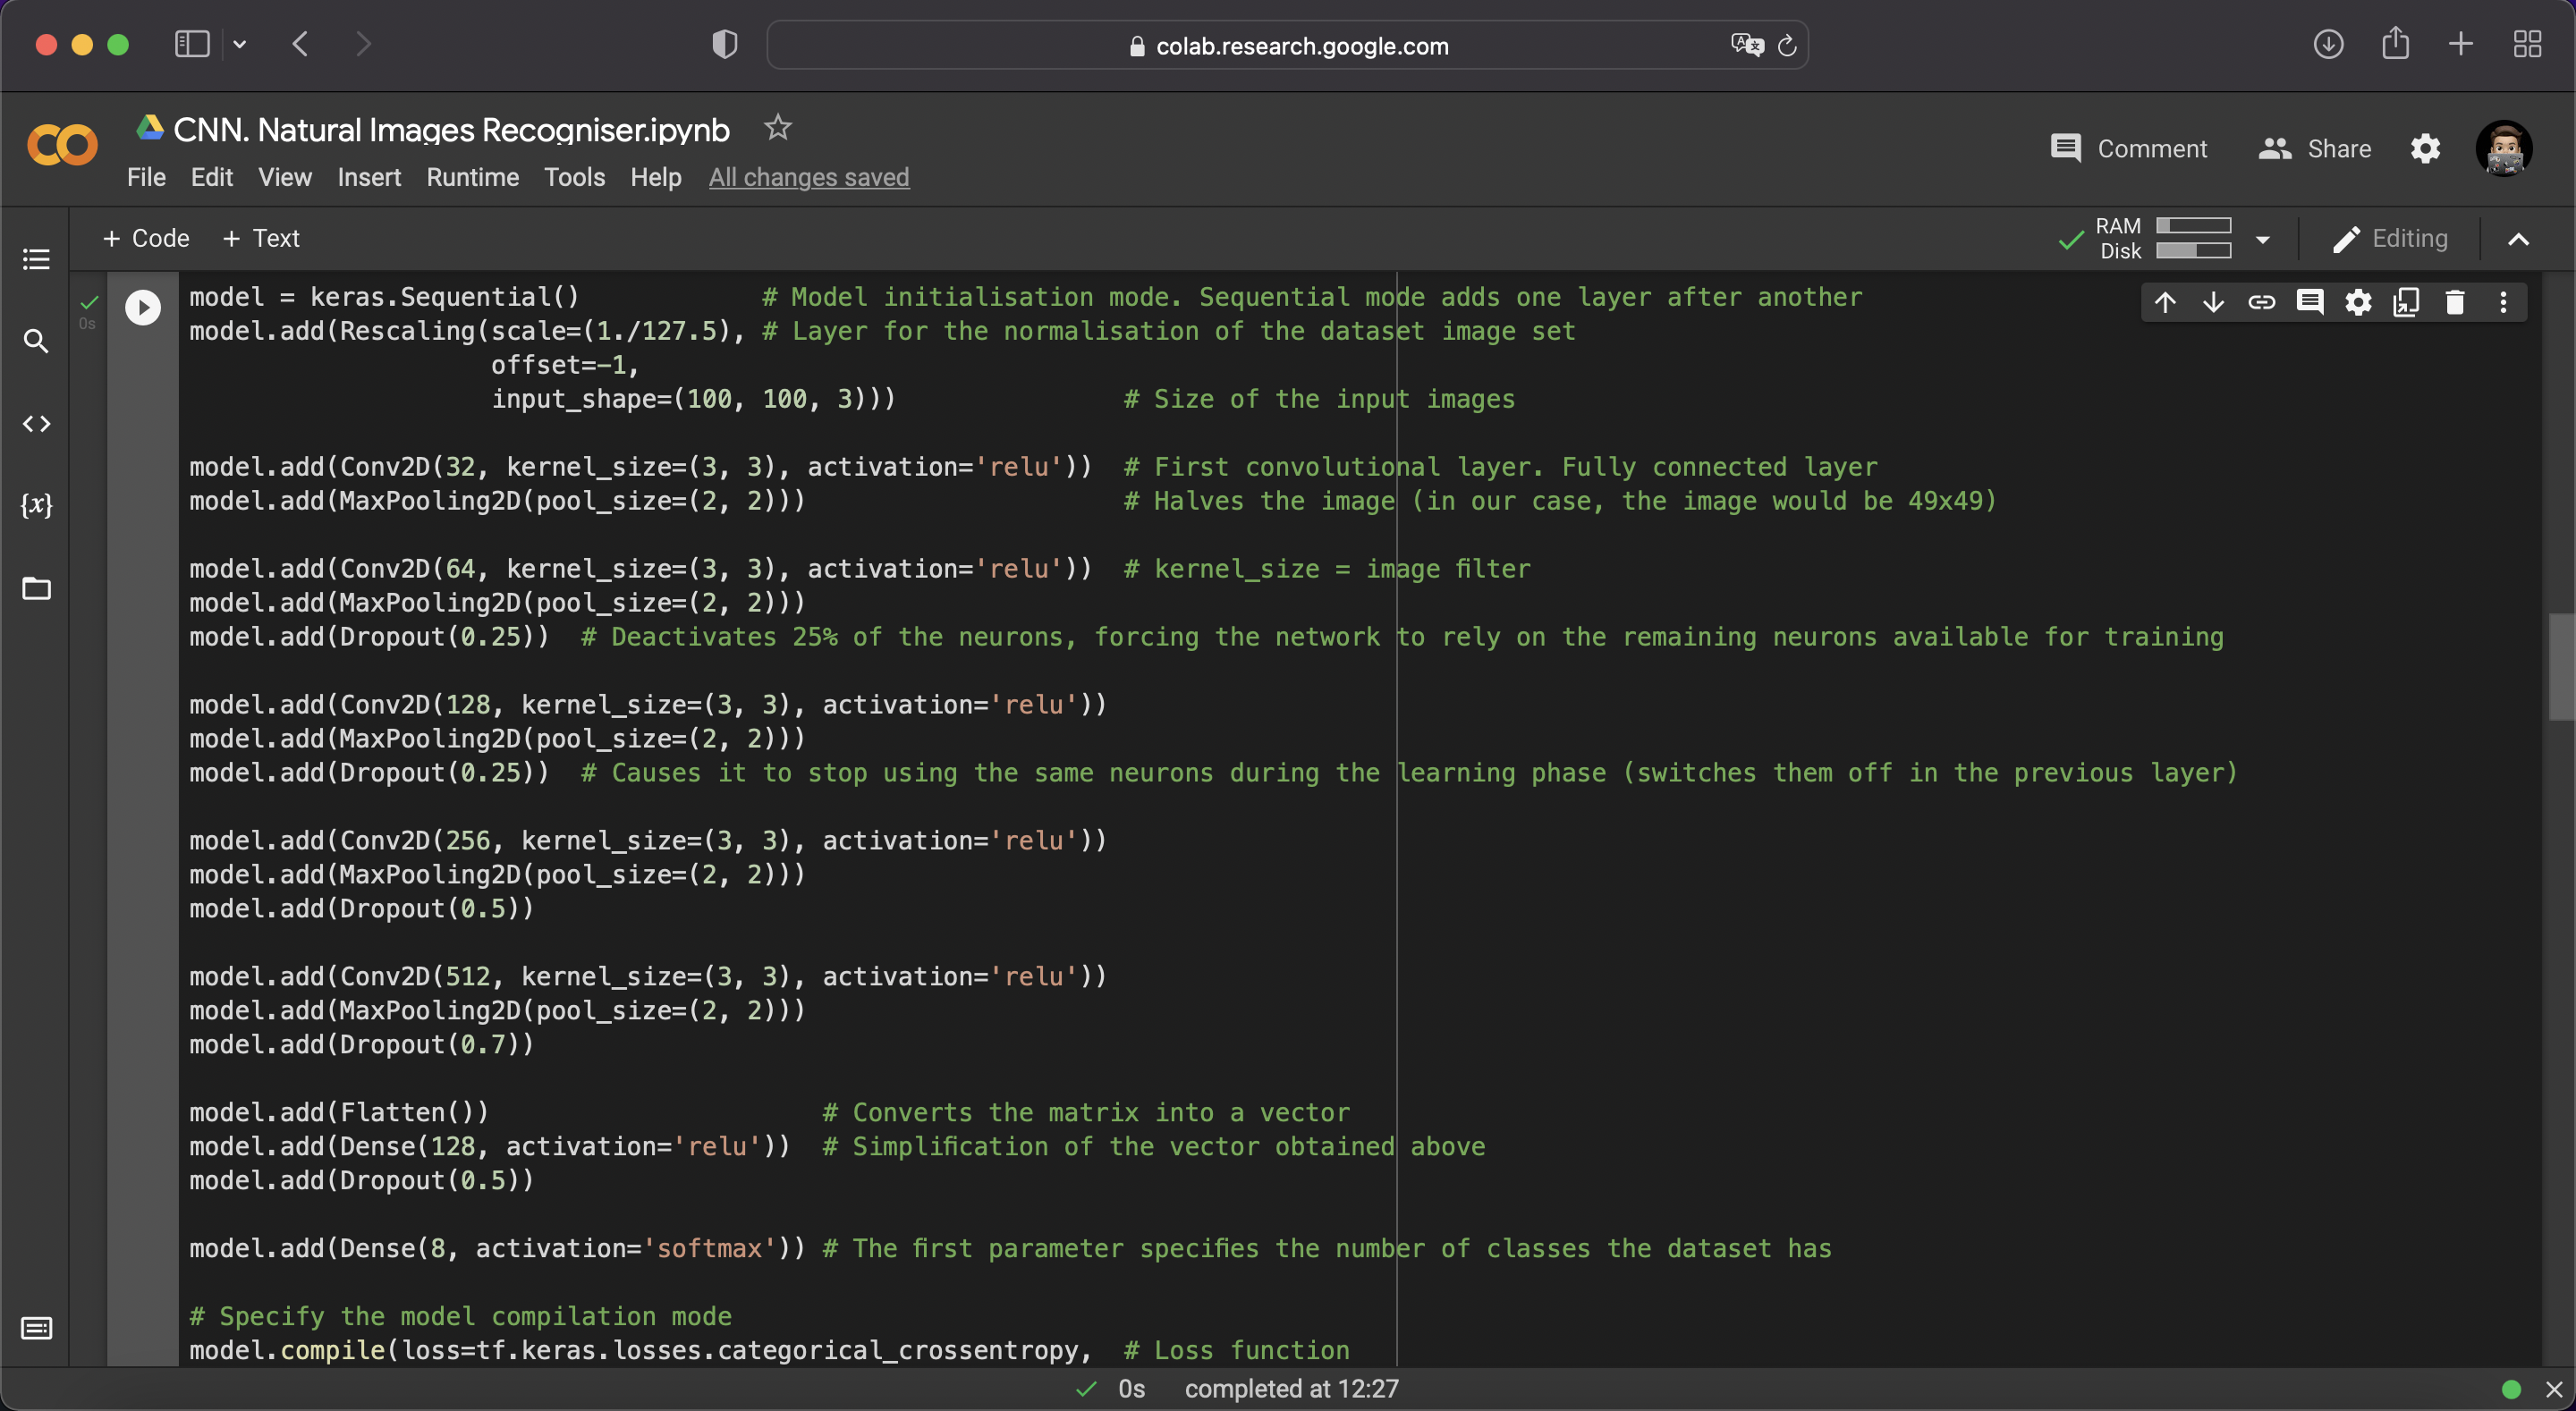 colab.research.google.com
CNN. Natural Images Recogniser.ipynb
File Edit View Insert Runtime Tools Help All changes saved
Comment Share
+ Code + Text
RAM
Disk
Editing
{x}
0s
model = keras.Sequential() # Model initialisation mode. Sequential mode adds one layer after another
model.add(Rescaling(scale=(1./127.5), # Layer for the normalisation of the dataset image set
offset=-1,
input_shape=(100, 100, 3))) # Size of the input images
model.add(Conv2D(32, kernel_size=(3, 3), activation='relu')) # First convolutional layer. Fully connected layer
model.add(MaxPooling2D(pool_size=(2, 2))) # Halves the image (in our case, the image would be 49x49)
model.add(Conv2D(64, kernel_size=(3, 3), activation='relu')) # kernel_size = image filter
model.add(MaxPooling2D(pool_size=(2, 2)))
model.add(Dropout(0.25)) # Deactivates 25% of the neurons, forcing the network to rely on the remaining neurons available for training
model.add(Conv2D(128, kernel_size=(3, 3), activation='relu'))
model.add(MaxPooling2D(pool_size=(2, 2)))
model.add(Dropout(0.25)) # Causes it to stop using the same neurons during the learning phase (switches them off in the previous layer)
model.add(Conv2D(256, kernel_size=(3, 3), activation='relu'))
model.add(MaxPooling2D(pool_size=(2, 2)))
model.add(Dropout(0.5))
model.add(Conv2D(512, kernel_size=(3, 3), activation='relu'))
model.add(MaxPooling2D(pool_size=(2, 2)))
model.add(Dropout(0.7))
model.add(Flatten()) # Converts the matrix into a vector
model.add(Dense(128, activation='relu')) # Simplification of the vector obtained above
model.add(Dropout(0.5))
model.add(Dense(8, activation='softmax')) # The first parameter specifies the number of classes the dataset has
# Specify the model compilation mode
model.compile(loss=tf.keras.losses.categorical_crossentropy, # Loss function
0s completed at 12:27